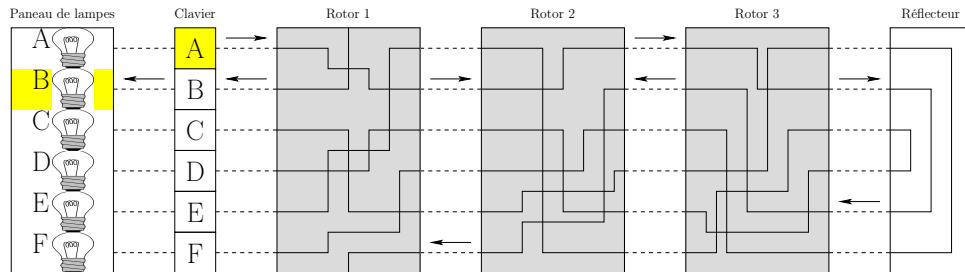 Paneau de lampes Clavier Rotor 1 Rotor 2 Rotor 3 Réflecteur
A A
B B
C C
D D
E E
F F